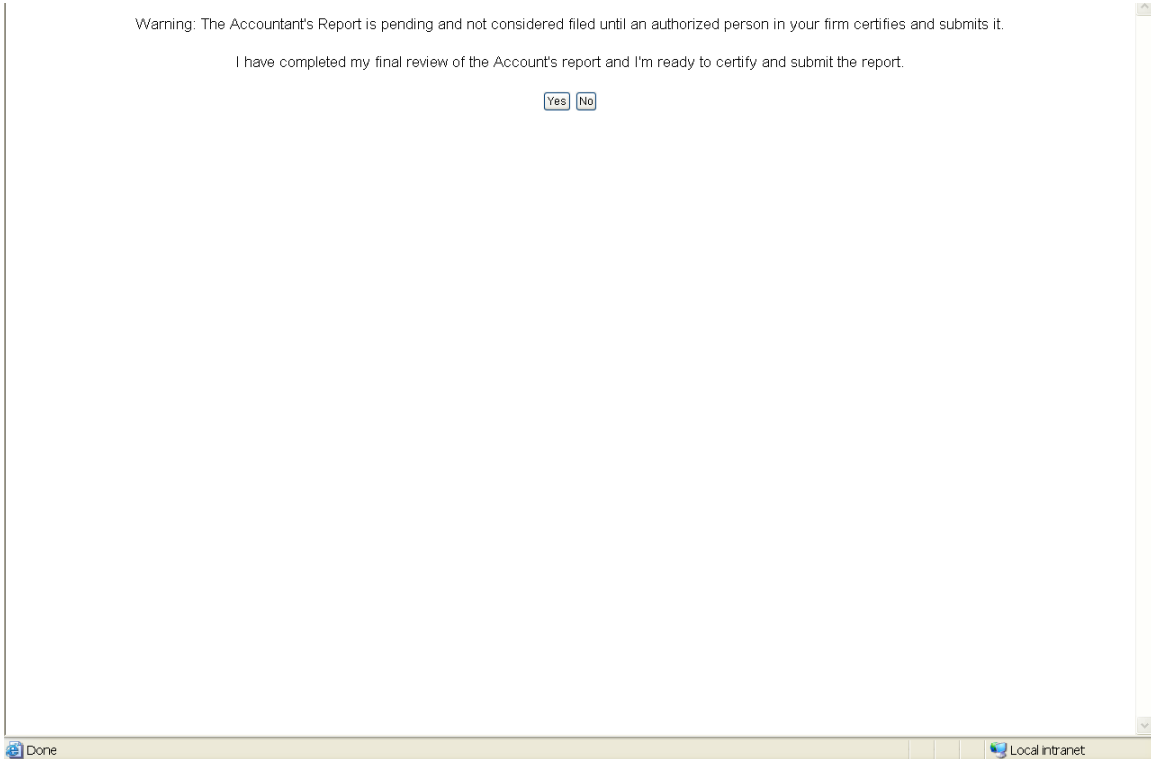 Warning: The Accountant's Report is pending and not considered filed until an authorized person in your firm certifies and submits it.
I have completed my final review of the Account's report and I'm ready to certify and submit the report.
Yes No
Done Local intranet